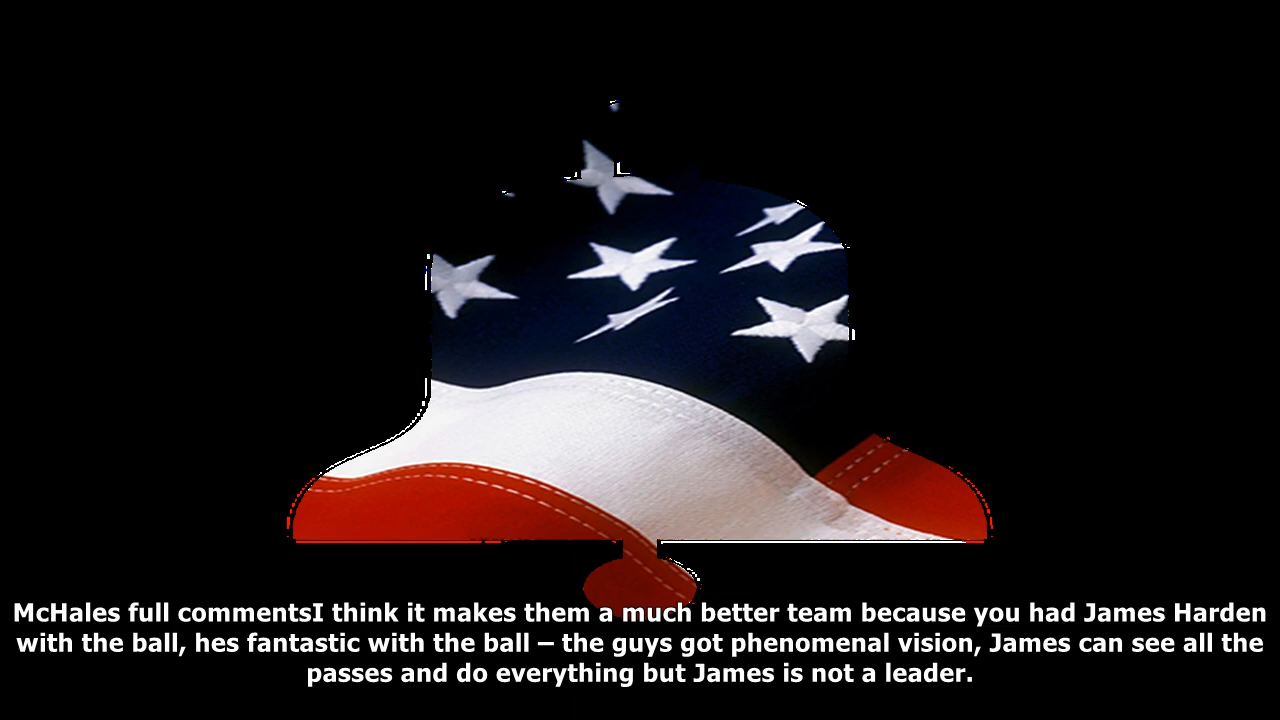 McHales full commentsI think it makes them a much better team because you had James Harden
with the ball, hes fantastic with the ball – the guys got phenomenal vision, James can see all the
passes and do everything but James is not a leader.